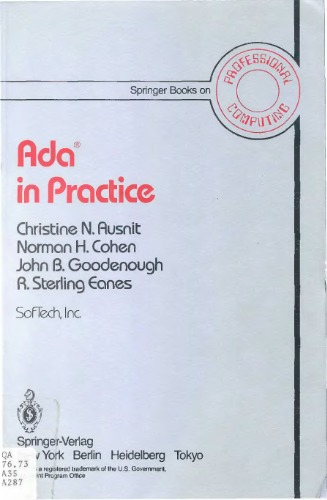 Springer Books on
PROFESSIONAL
COMPUTING
Ada®
in Practice
Christine N. Ausnit
Norman H. Cohen
John B. Goodenough
R. Sterling Eanes
SofTech, Inc.
Springer-Verlag
York Berlin Heidelberg Tokyo
a registered trademark of the U.S. Government,
Program Office
QA
76.73
A35
A287